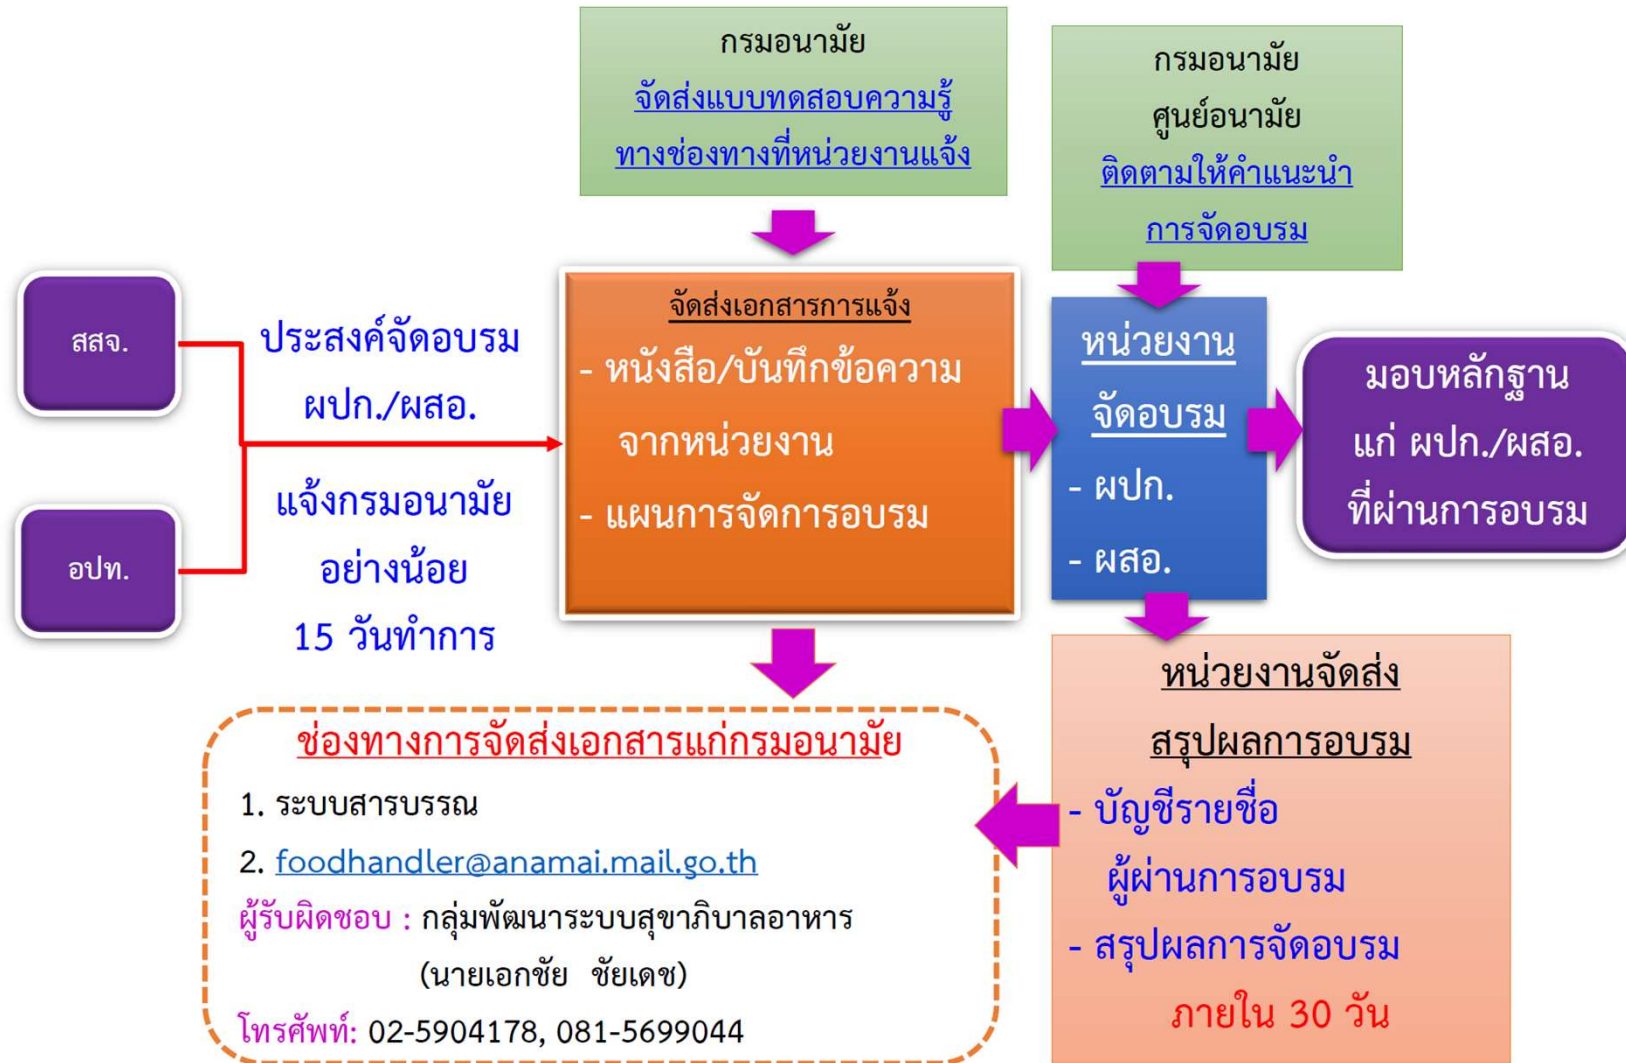 กรมอนามัย
จัดส่งแบบทดสอบความรู้
ทางช่องทางที่หน่วยงานแจ้ง
กรมอนามัย
ศูนย์อนามัย
ติดตามให้คำแนะนำ
การจัดอบรม
สสจ.
อปท.
ประสงค์จัดอบรม
ผปก./ผสอ.
แจ้งกรมอนามัย
อย่างน้อย
15 วันทำการ
จัดส่งเอกสารการแจ้ง
- หนังสือ/บันทึกข้อความ
จากหน่วยงาน
- แผนการจัดการอบรม
หน่วยงาน
จัดอบรม
- ผปก.
- ผสอ.
มอบหลักฐาน
แก่ ผปก./ผสอ.
ที่ผ่านการอบรม
ช่องทางการจัดส่งเอกสารแก่กรมอนามัย
1. ระบบสารบรรณ
2. foodhandler@anamai.mail.go.th
ผู้รับผิดชอบ : กลุ่มพัฒนาระบบสุขาภิบาลอาหาร
(นายเอกชัย ชัยเดช)
โทรศัพท์: 02-5904178, 081-5699044
หน่วยงานจัดส่ง
สรุปผลการอบรม
- บัญชีรายชื่อ
ผู้ผ่านการอบรม
- สรุปผลการจัดอบรม
ภายใน 30 วัน